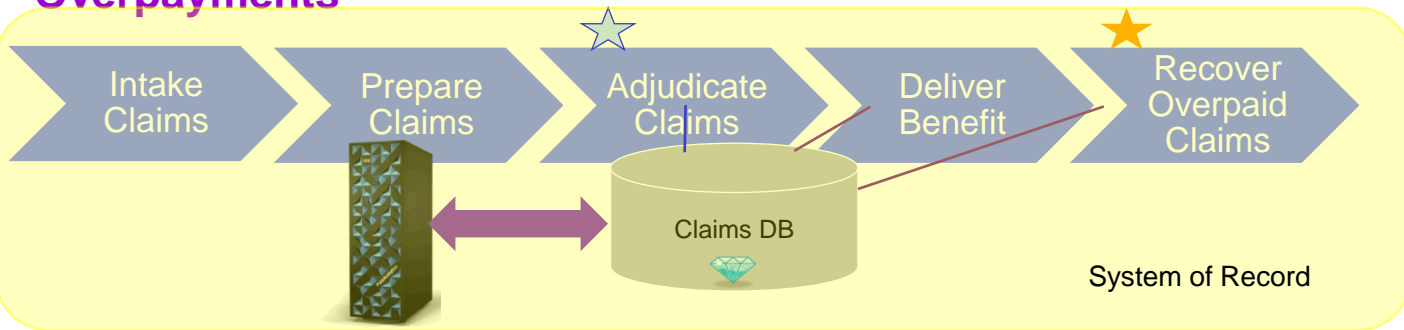 Overpayments
Intake
Claims
Prepare
Claims
Adjudicate
Claims
Deliver
Benefit
Recover
Overpaid
Claims
Claims DB
System of Record